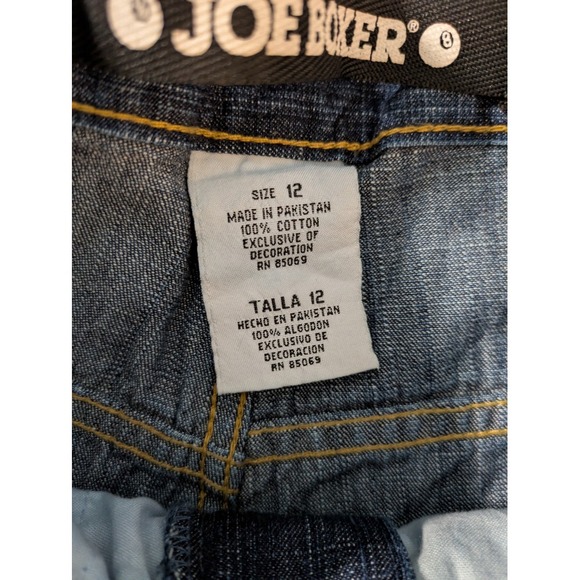 JOE BOXER®
8
SIZE 12
MADE IN PAKISTAN
100% COTTON
EXCLUSIVE OF
DECORATION
RN 85069
TALLA 12
HECHO EN PAKISTAN
100% ALGODON
EXCLUSIVO DE
DECORACION
RN 85069